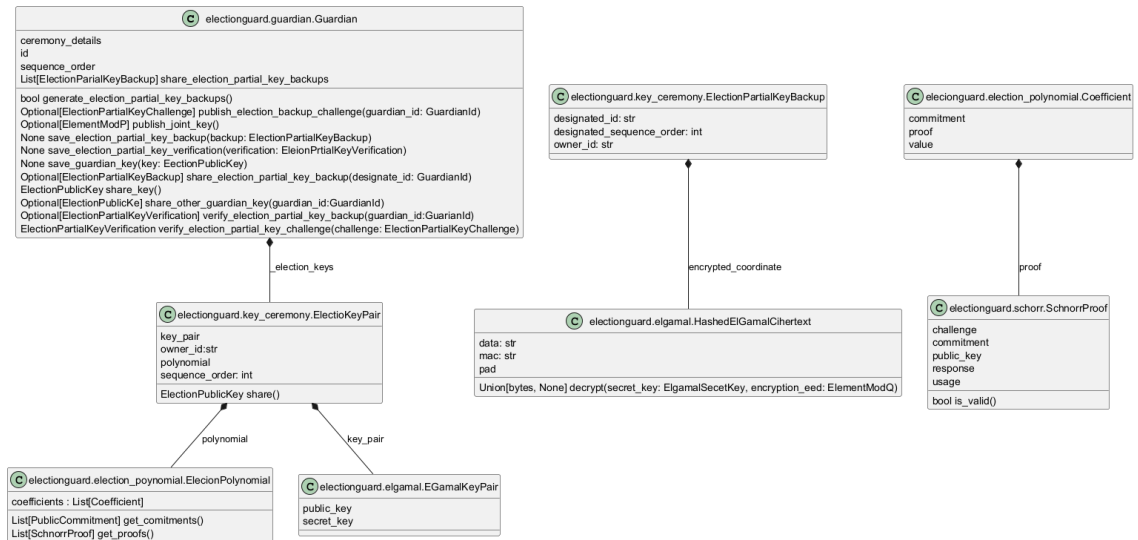 C electionguard.guardian.Guardian
ceremony_details
id
sequence_order
List[ElectionParialKeyBackup] share_election_partial_key_backups
bool generate_election_partial_key_backups()
Optional[ElectionPartialKeyChallenge] publish_election_backup_challenge(guardian_id: GuardianId)
Optional[ElementModP] publish_joint_key()
None save_election_partial_key_backup(backup: ElectionPartialKeyBackup)
None save_election_partial_key_verification(verification: EleionPrtialKeyVerification)
None save_guardian_key(key: EectionPublicKey)
Optional[ElectionPartialKeyBackup] share_election_partial_key_backup(designate_id: GuardianId)
ElectionPublicKey share_key()
Optional[ElectionPublicKe] share_other_guardian_key(guardian_id:GuardianId)
Optional[ElectionPartialKeyVerification] verify_election_partial_key_backup(guardian_id:GuarianId)
ElectionPartialKeyVerification verify_election_partial_key_challenge(challenge: ElectionPartialKeyChallenge)
C electionguard.key_ceremony.ElectionPartialKeyBackup
designated_id: str
designated_sequence_order: int
owner_id: str
C elecionguard.election_polynomial.Coefficient
commitment
proof
value
_election_keys
encrypted_coordinate
proof
C electionguard.key_ceremony.ElectioKeyPair
key_pair
owner_id:str
polynomial
sequence_order: int
ElectionPublicKey share()
C electionguard.elgamal.HashedElGamalCihertext
data: str
mac: str
pad
Union[bytes, None] decrypt(secret_key: ElgamalSecetKey, encryption_eed: ElementModQ)
C electionguard.schorr.SchnorrProof
challenge
commitment
public_key
response
usage
bool is_valid()
polynomial
key_pair
C electionguard.election_poynomial.ElecionPolynomial
coefficients : List[Coefficient]
List[PublicCommitment] get_comitments()
List[SchnorrProof] get_proofs()
C electionguard.elgamal.EGamalKeyPair
public_key
secret_key